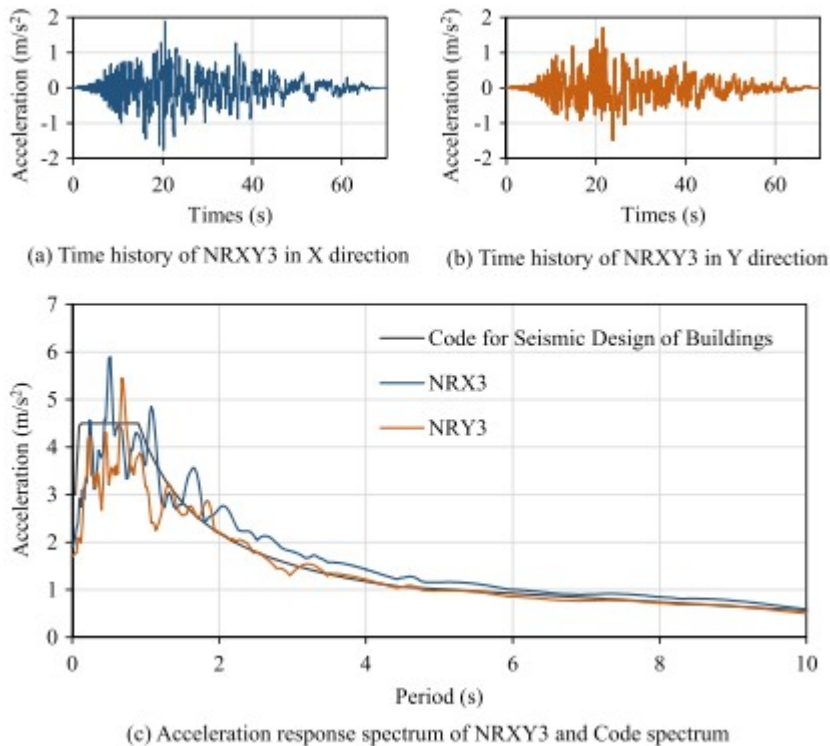 Acceleration (m/s²)
2
1
0
-1
-2
0 20 40 60
Times (s)
(a) Time history of NRXY3 in X direction
Acceleration (m/s²)
2
1
0
-1
-2
0 20 40 60
Times (s)
(b) Time history of NRXY3 in Y direction
Acceleration (m/s²)
7
6
5
4
3
2
1
0
Code for Seismic Design of Buildings
NRX3
NRY3
0 2 4 6 8 10
Period (s)
(c) Acceleration response spectrum of NRXY3 and Code spectrum